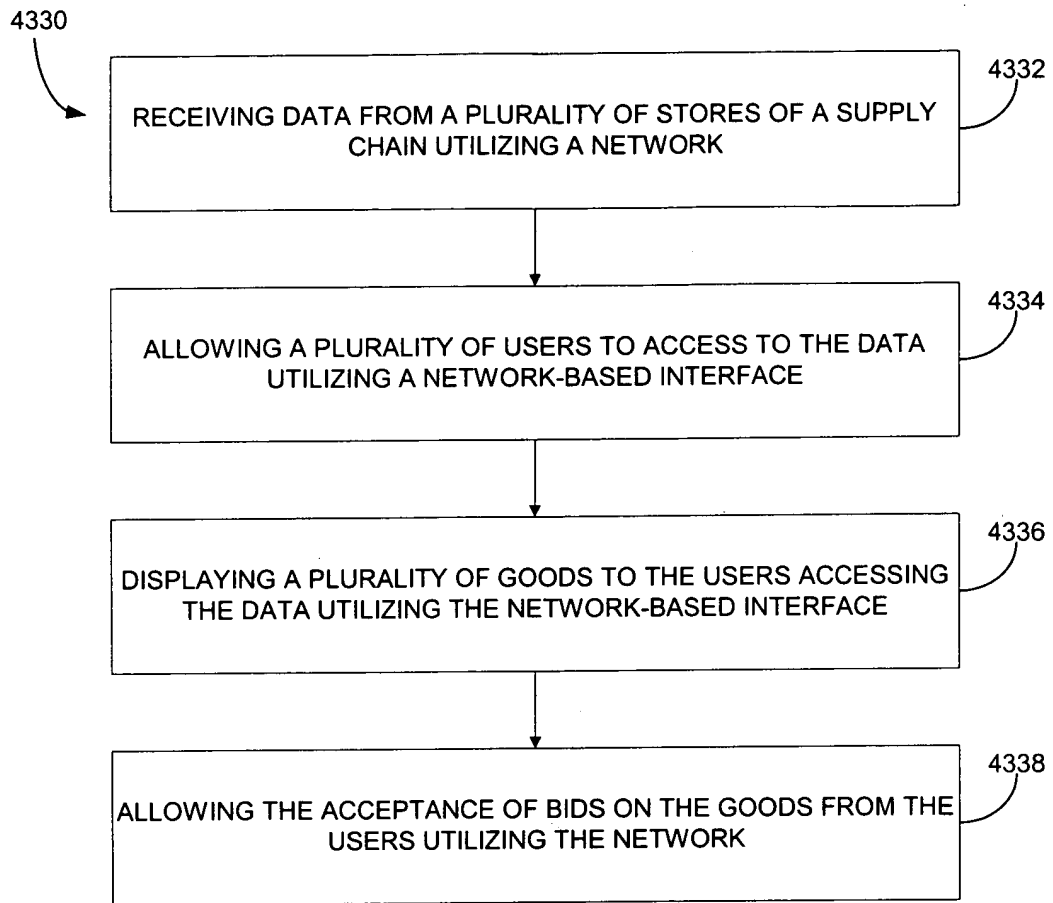 4330
4332
RECEIVING DATA FROM A PLURALITY OF STORES OF A SUPPLY
CHAIN UTILIZING A NETWORK
4334
ALLOWING A PLURALITY OF USERS TO ACCESS TO THE DATA
UTILIZING A NETWORK-BASED INTERFACE
4336
DISPLAYING A PLURALITY OF GOODS TO THE USERS ACCESSING
THE DATA UTILIZING THE NETWORK-BASED INTERFACE
4338
ALLOWING THE ACCEPTANCE OF BIDS ON THE GOODS FROM THE
USERS UTILIZING THE NETWORK